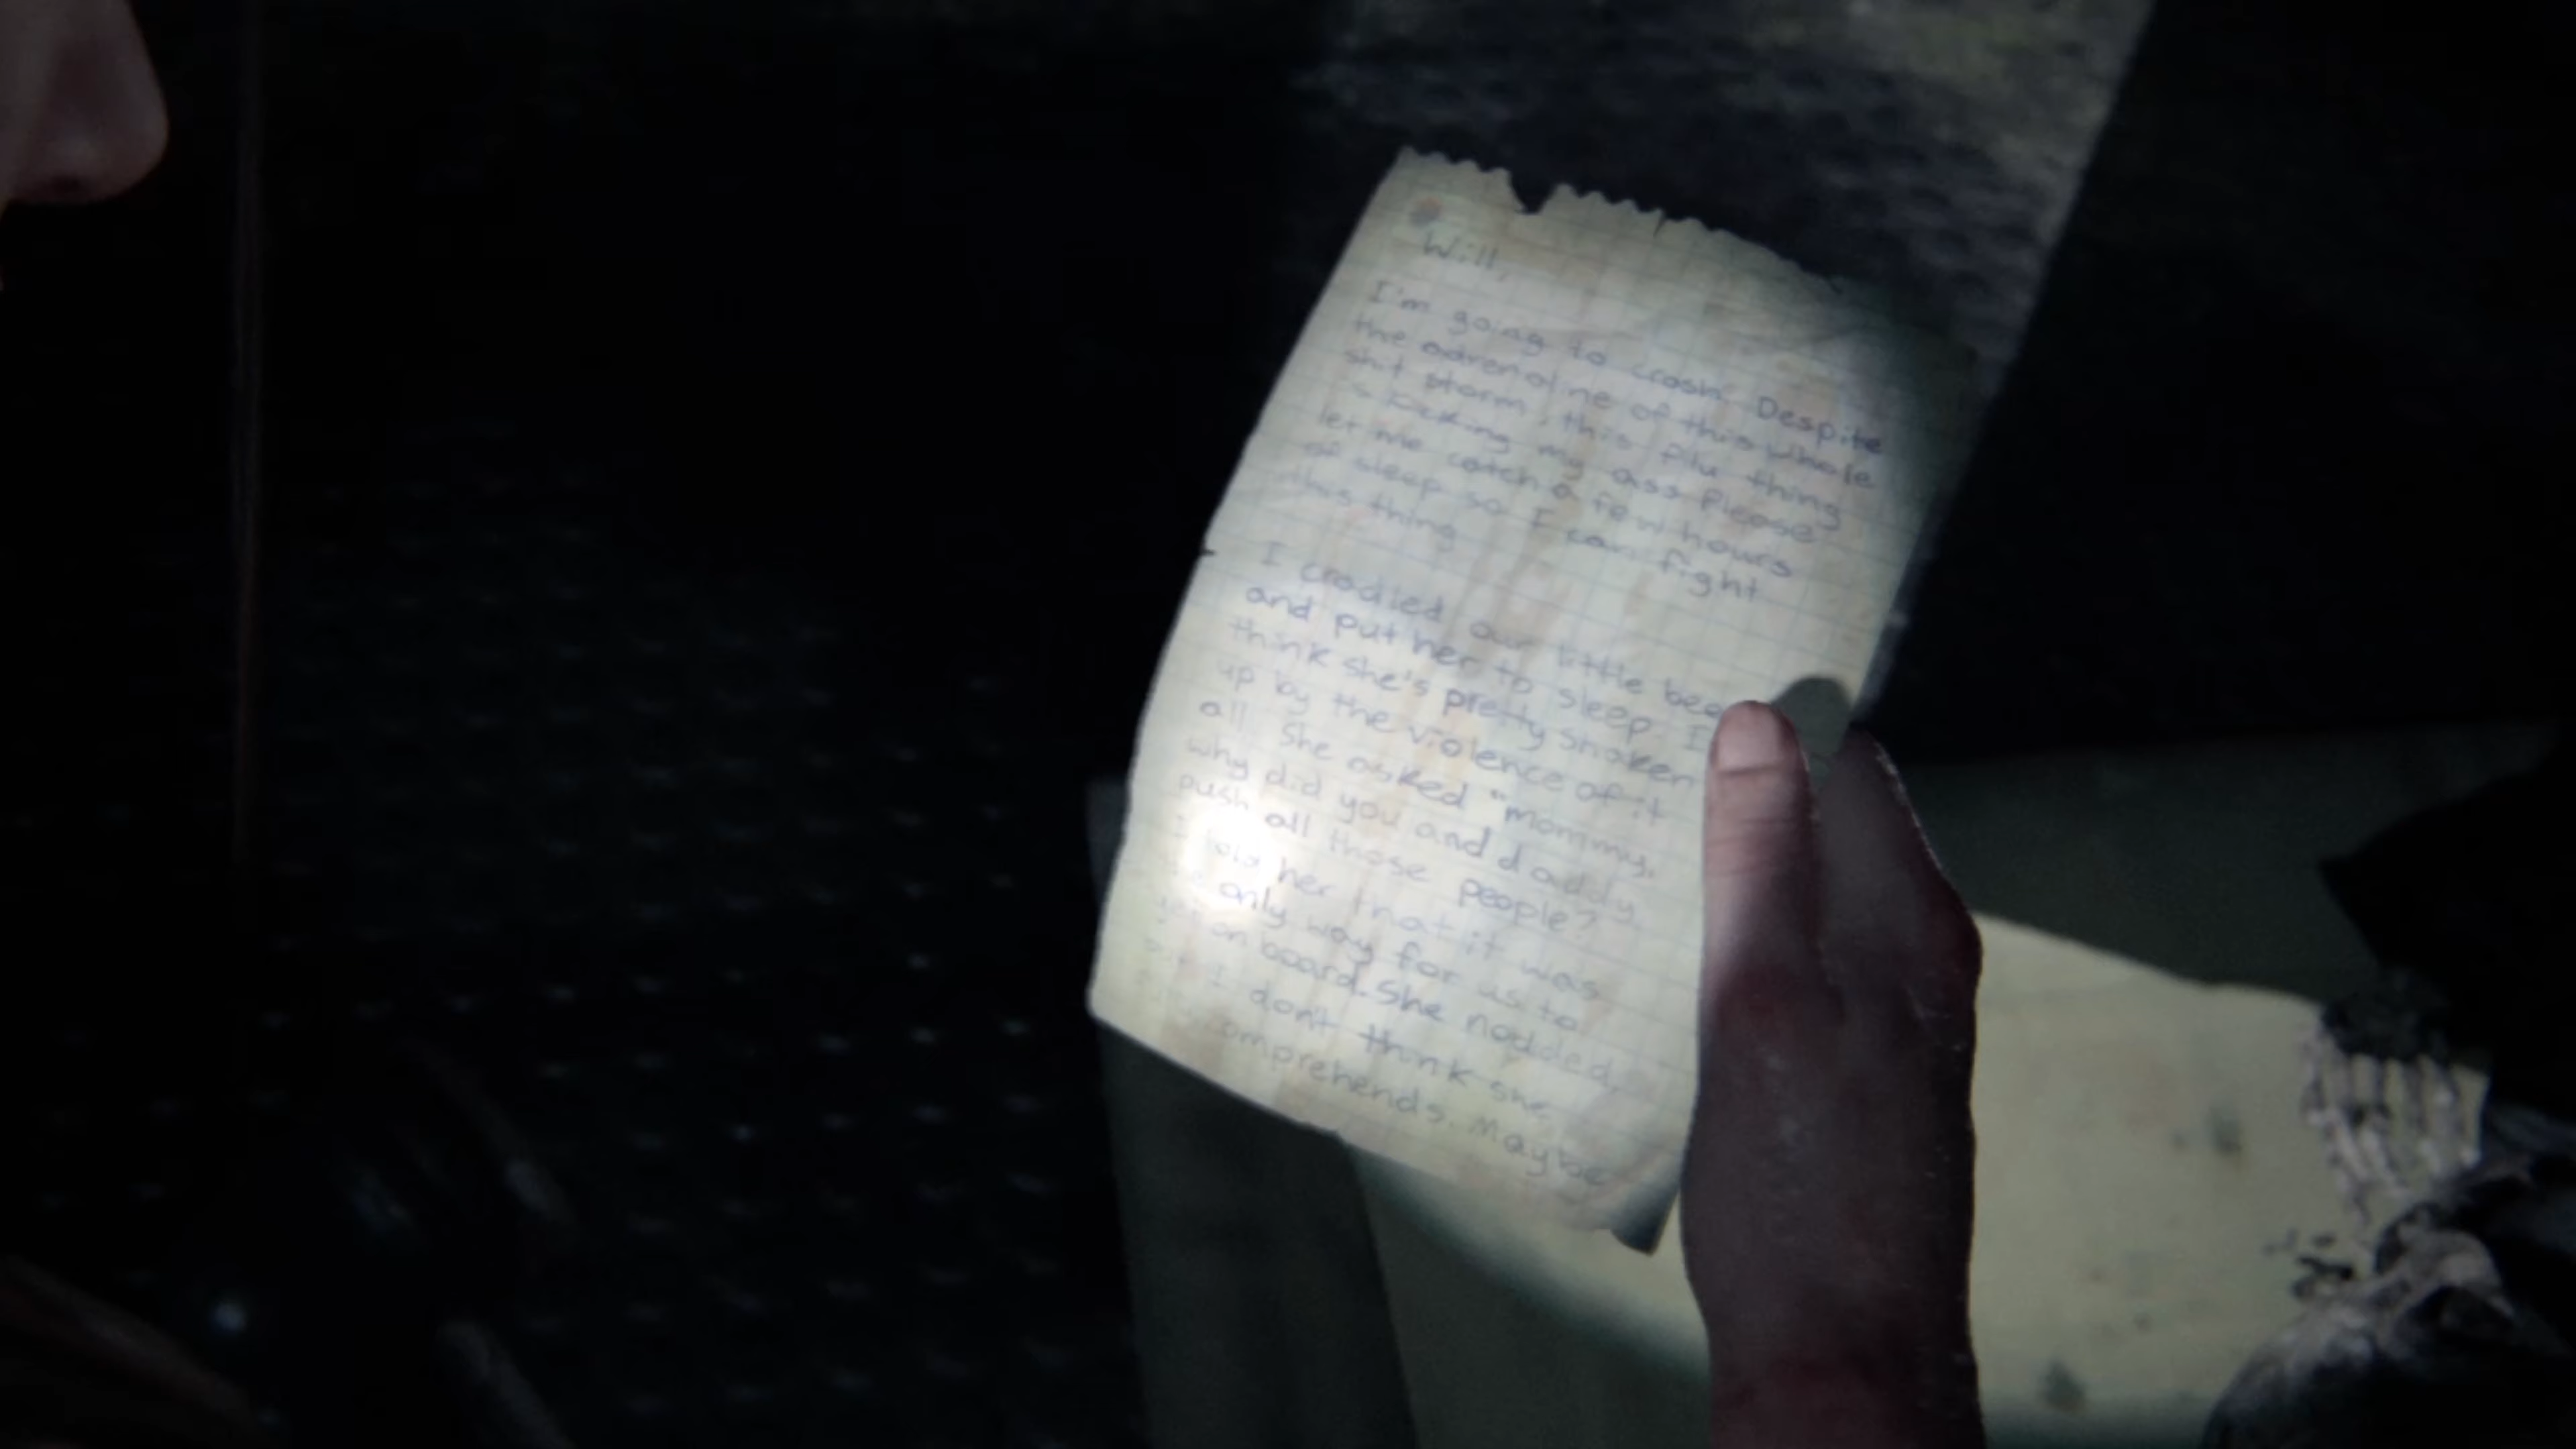 Will,
I'm going to crash. Despite
the adrenaline of this whole
shit storm, this flu thing
is kicking my ass. Please
let me catch a few hours
of sleep so I can fight
this thing
I cradled our little bee
and put her to sleep. I
think she's pretty shaken
up by the violence of it
all. She asked "mommy,
why did you and daddy
push all those people?
I told her that it was
only way for us to
on board. She nodded,
I don't think she
comprehends. Maybe